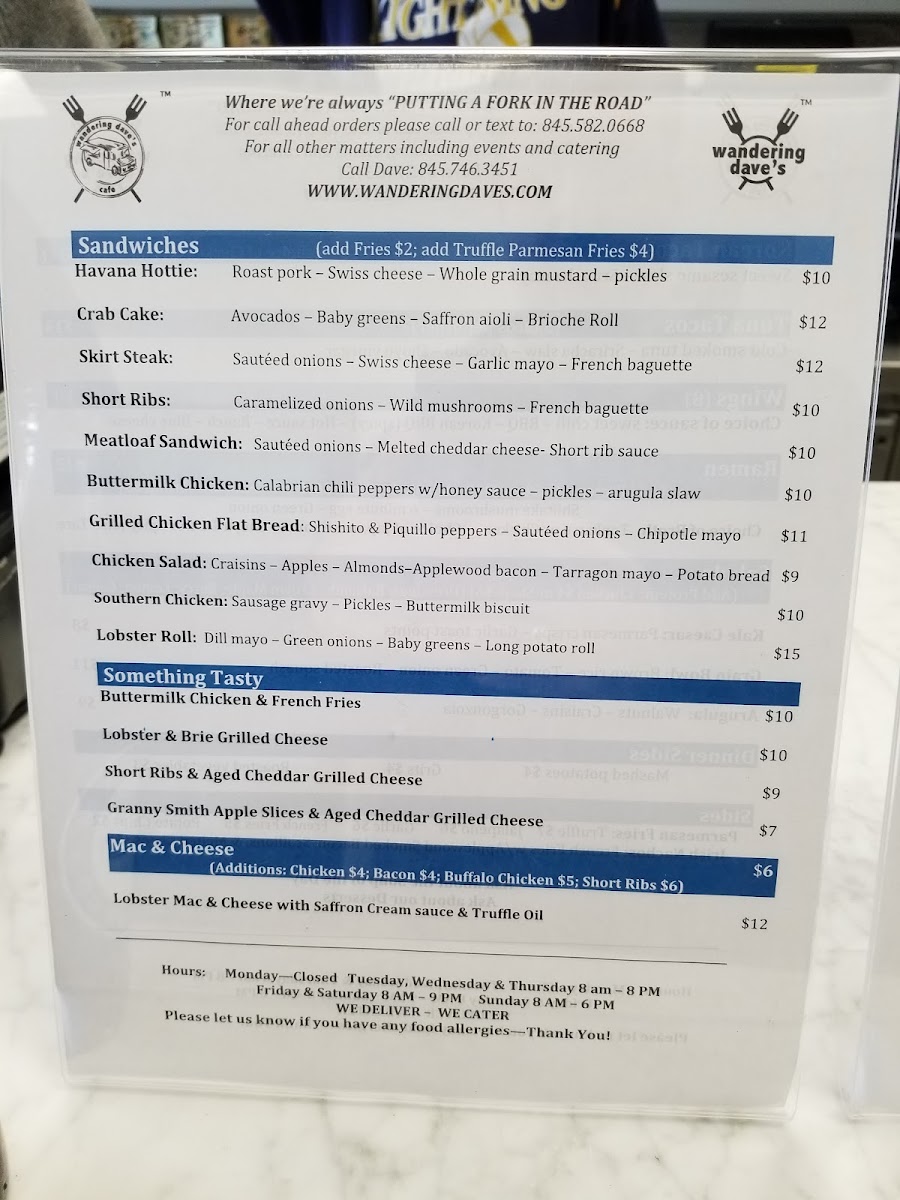 IGHTNING
TM
wandering dave's
cafe
Where we're always "PUTTING A FORK IN THE ROAD"
For call ahead orders please call or text to: 845.582.0668
For all other matters including events and catering
Call Dave: 845.746.3451
WWW.WANDERINGDAVES.COM
TM
wandering
dave's
Sandwiches (add Fries $2; add Truffle Parmesan Fries $4)
Havana Hottie: Roast pork – Swiss cheese – Whole grain mustard – pickles $10
Crab Cake: Avocados – Baby greens – Saffron aioli – Brioche Roll $12
Skirt Steak: Sautéed onions – Swiss cheese – Garlic mayo – French baguette $12
Short Ribs: Caramelized onions – Wild mushrooms – French baguette $10
Meatloaf Sandwich: Sautéed onions – Melted cheddar cheese- Short rib sauce $10
Buttermilk Chicken: Calabrian chili peppers w/honey sauce – pickles – arugula slaw $10
Grilled Chicken Flat Bread: Shishito & Piquillo peppers – Sautéed onions – Chipotle mayo $11
Chicken Salad: Craisins – Apples – Almonds–Applewood bacon – Tarragon mayo – Potato bread $9
Southern Chicken: Sausage gravy – Pickles – Buttermilk biscuit $10
Lobster Roll: Dill mayo – Green onions – Baby greens – Long potato roll $15
Something Tasty
Buttermilk Chicken & French Fries $10
Lobster & Brie Grilled Cheese $10
Short Ribs & Aged Cheddar Grilled Cheese $9
Granny Smith Apple Slices & Aged Cheddar Grilled Cheese $7
Mac & Cheese $6
(Additions: Chicken $4; Bacon $4; Buffalo Chicken $5; Short Ribs $6)
Lobster Mac & Cheese with Saffron Cream sauce & Truffle Oil $12
Hours: Monday—Closed Tuesday, Wednesday & Thursday 8 am – 8 PM
Friday & Saturday 8 AM – 9 PM Sunday 8 AM – 6 PM
WE DELIVER – WE CATER
Please let us know if you have any food allergies—Thank You!